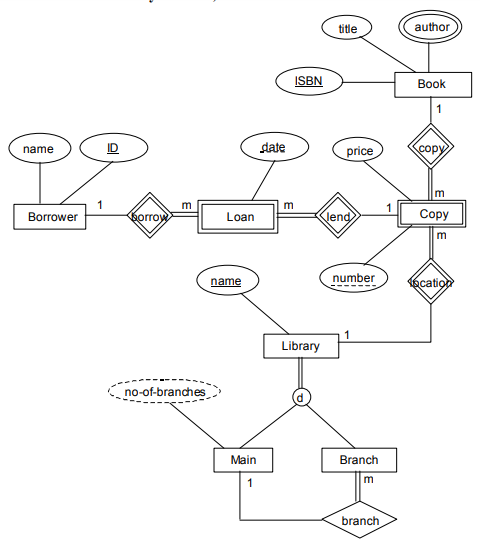 title
author
ISBN
Book
1
name
ID
date
price
copy
m
Borrower
1
borrow
m
Loan
m
lend
1
Copy
m
name
number
location
Library
1
no-of-branches
d
Main
Branch
1
m
branch